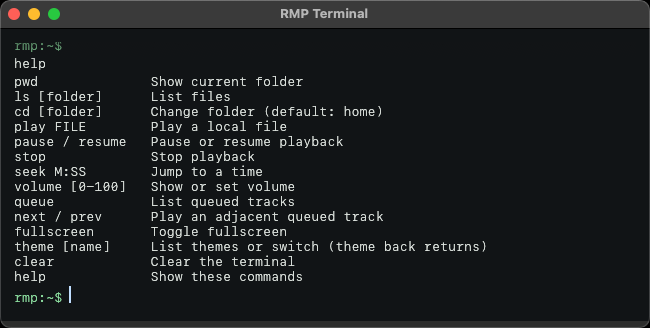 RMP Terminal
rmp:~$
help
pwd Show current folder
ls [folder] List files
cd [folder] Change folder (default: home)
play FILE Play a local file
pause / resume Pause or resume playback
stop Stop playback
seek M:SS Jump to a time
volume [0–100] Show or set volume
queue List queued tracks
next / prev Play an adjacent queued track
fullscreen Toggle fullscreen
theme [name] List themes or switch (theme back returns)
clear Clear the terminal
help Show these commands
rmp:~$